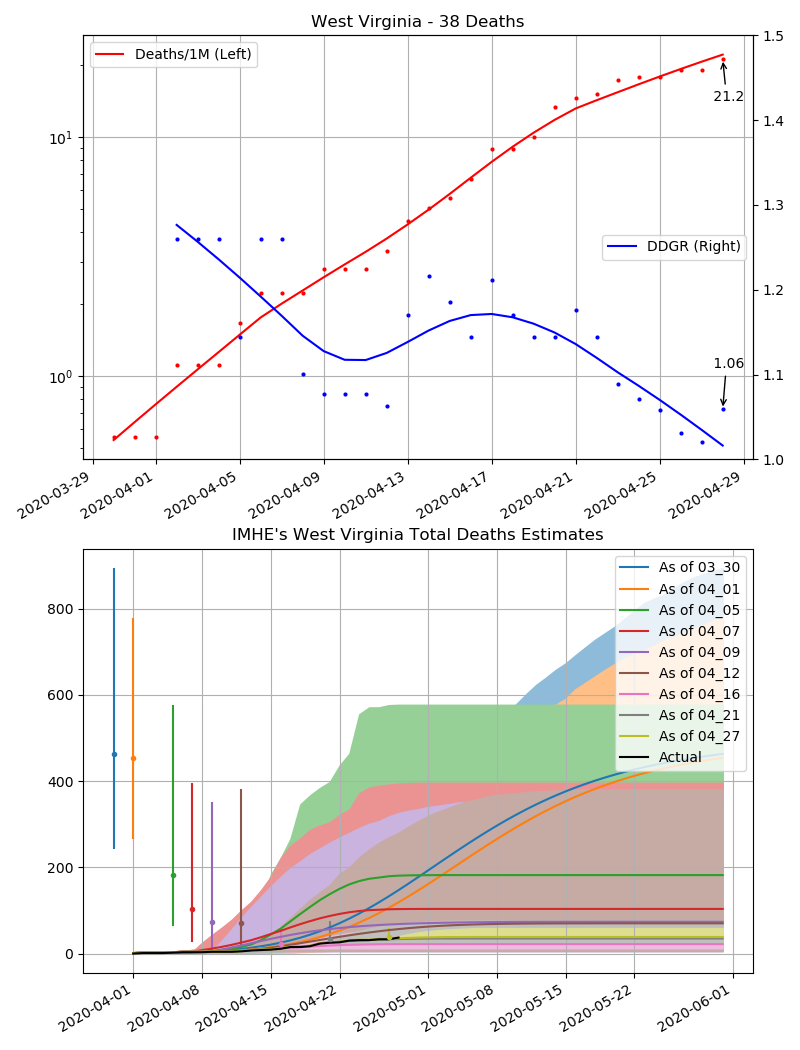 West Virginia - 38 Deaths
Deaths/1M (Left)
DDGR (Right)
21.2
1.06
10^1
10^0
1.5
1.4
1.3
1.2
1.1
1.0
2020-03-29
2020-04-01
2020-04-05
2020-04-09
2020-04-13
2020-04-17
2020-04-21
2020-04-25
2020-04-29
IMHE's West Virginia Total Deaths Estimates
As of 03_30
As of 04_01
As of 04_05
As of 04_07
As of 04_09
As of 04_12
As of 04_16
As of 04_21
As of 04_27
Actual
800
600
400
200
0
2020-04-01
2020-04-08
2020-04-15
2020-04-22
2020-05-01
2020-05-08
2020-05-15
2020-05-22
2020-06-01